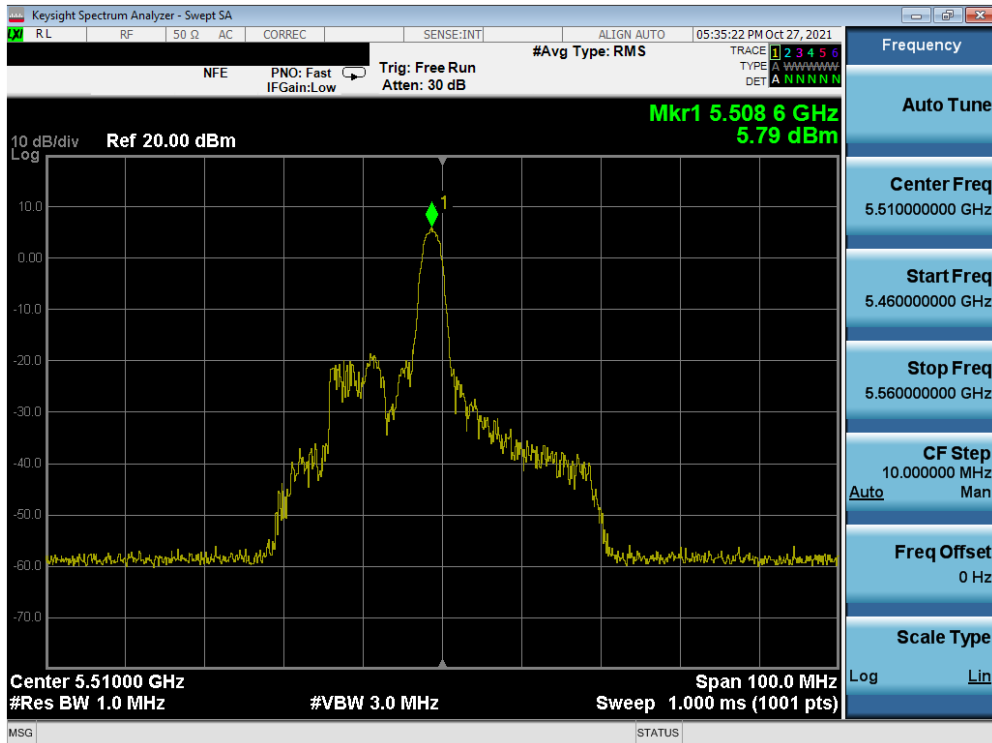 Keysight Spectrum Analyzer - Swept SA
LXI RL RF 50 Ω AC CORREC SENSE:INT ALIGN AUTO 05:35:22 PM Oct 27, 2021
NFE PNO: Fast IFGain:Low Trig: Free Run Atten: 30 dB #Avg Type: RMS
TRACE 1 2 3 4 5 6
TYPE A WWWWW
DET A N N N N N
Mkr1 5.508 6 GHz
5.79 dBm
10 dB/div Ref 20.00 dBm
Log
1
10.0
0.00
-10.0
-20.0
-30.0
-40.0
-50.0
-60.0
-70.0
Center 5.51000 GHz Span 100.0 MHz
#Res BW 1.0 MHz #VBW 3.0 MHz Sweep 1.000 ms (1001 pts)
MSG STATUS
Frequency
Auto Tune
Center Freq
5.510000000 GHz
Start Freq
5.460000000 GHz
Stop Freq
5.560000000 GHz
CF Step
10.000000 MHz
Auto Man
Freq Offset
0 Hz
Scale Type
Log Lin